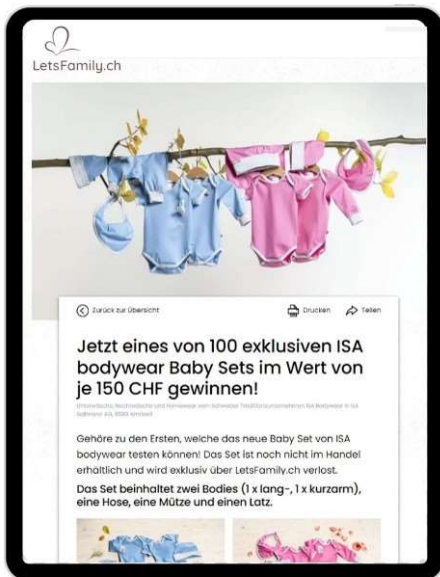 LetsFamily.ch
Zurück zur Übersicht
Drucken
Teilen
Jetzt eines von 100 exklusiven ISA
bodywear Baby Sets im Wert von
je 150 CHF gewinnen!
Gehöre zu den Ersten, welche das neue Baby Set von ISA
bodywear testen können! Das Set ist noch nicht im Handel
erhältlich und wird exklusiv über LetsFamily.ch verlost.
Das Set beinhaltet zwei Bodies (1 x lang-, 1 x kurzarm),
eine Hose, eine Mütze und einen Latz.